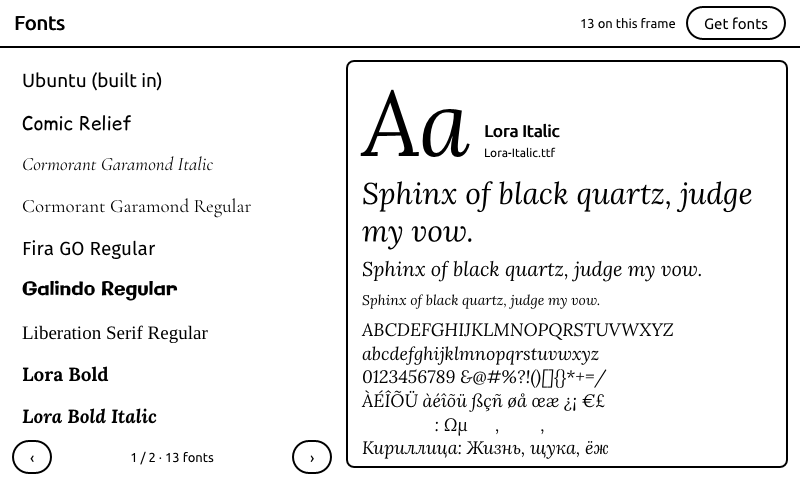 Fonts
13 on this frame
Get fonts
Ubuntu (built in)
Comic Relief
Cormorant Garamond Italic
Cormorant Garamond Regular
Fira GO Regular
Galindo Regular
Liberation Serif Regular
Lora Bold
Lora Bold Italic
‹
1 / 2 · 13 fonts
›
Aa
Lora Italic
Lora-Italic.ttf
Sphinx of black quartz, judge
my vow.
Sphinx of black quartz, judge my vow.
Sphinx of black quartz, judge my vow.
ABCDEFGHIJKLMNOPQRSTUVWXYZ
abcdefghijklmnopqrstuvwxyz
0123456789 &@#%?!()[]{}*+=/
ÀÉÎÕÜ àéîõü ßçñ øå œæ ¿¡ €£
: Ωμ , ,
Кириллица: Жизнь, щука, ёж